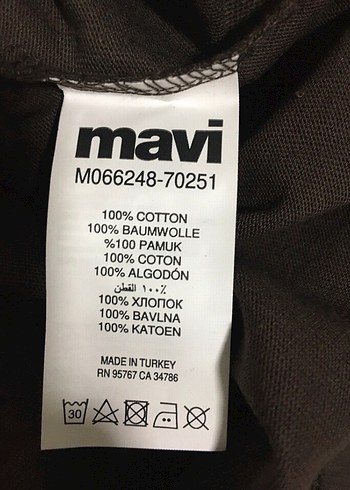 mavi
M066248-70251
100% COTTON
100% BAUMWOLLE
%100 PAMUK
100% COTON
100% ALGODÓN
١٠٠٪ القطن
100% ХЛОПОК
100% BAVLNA
100% KATOEN
MADE IN TURKEY
RN 95767 CA 34786
30